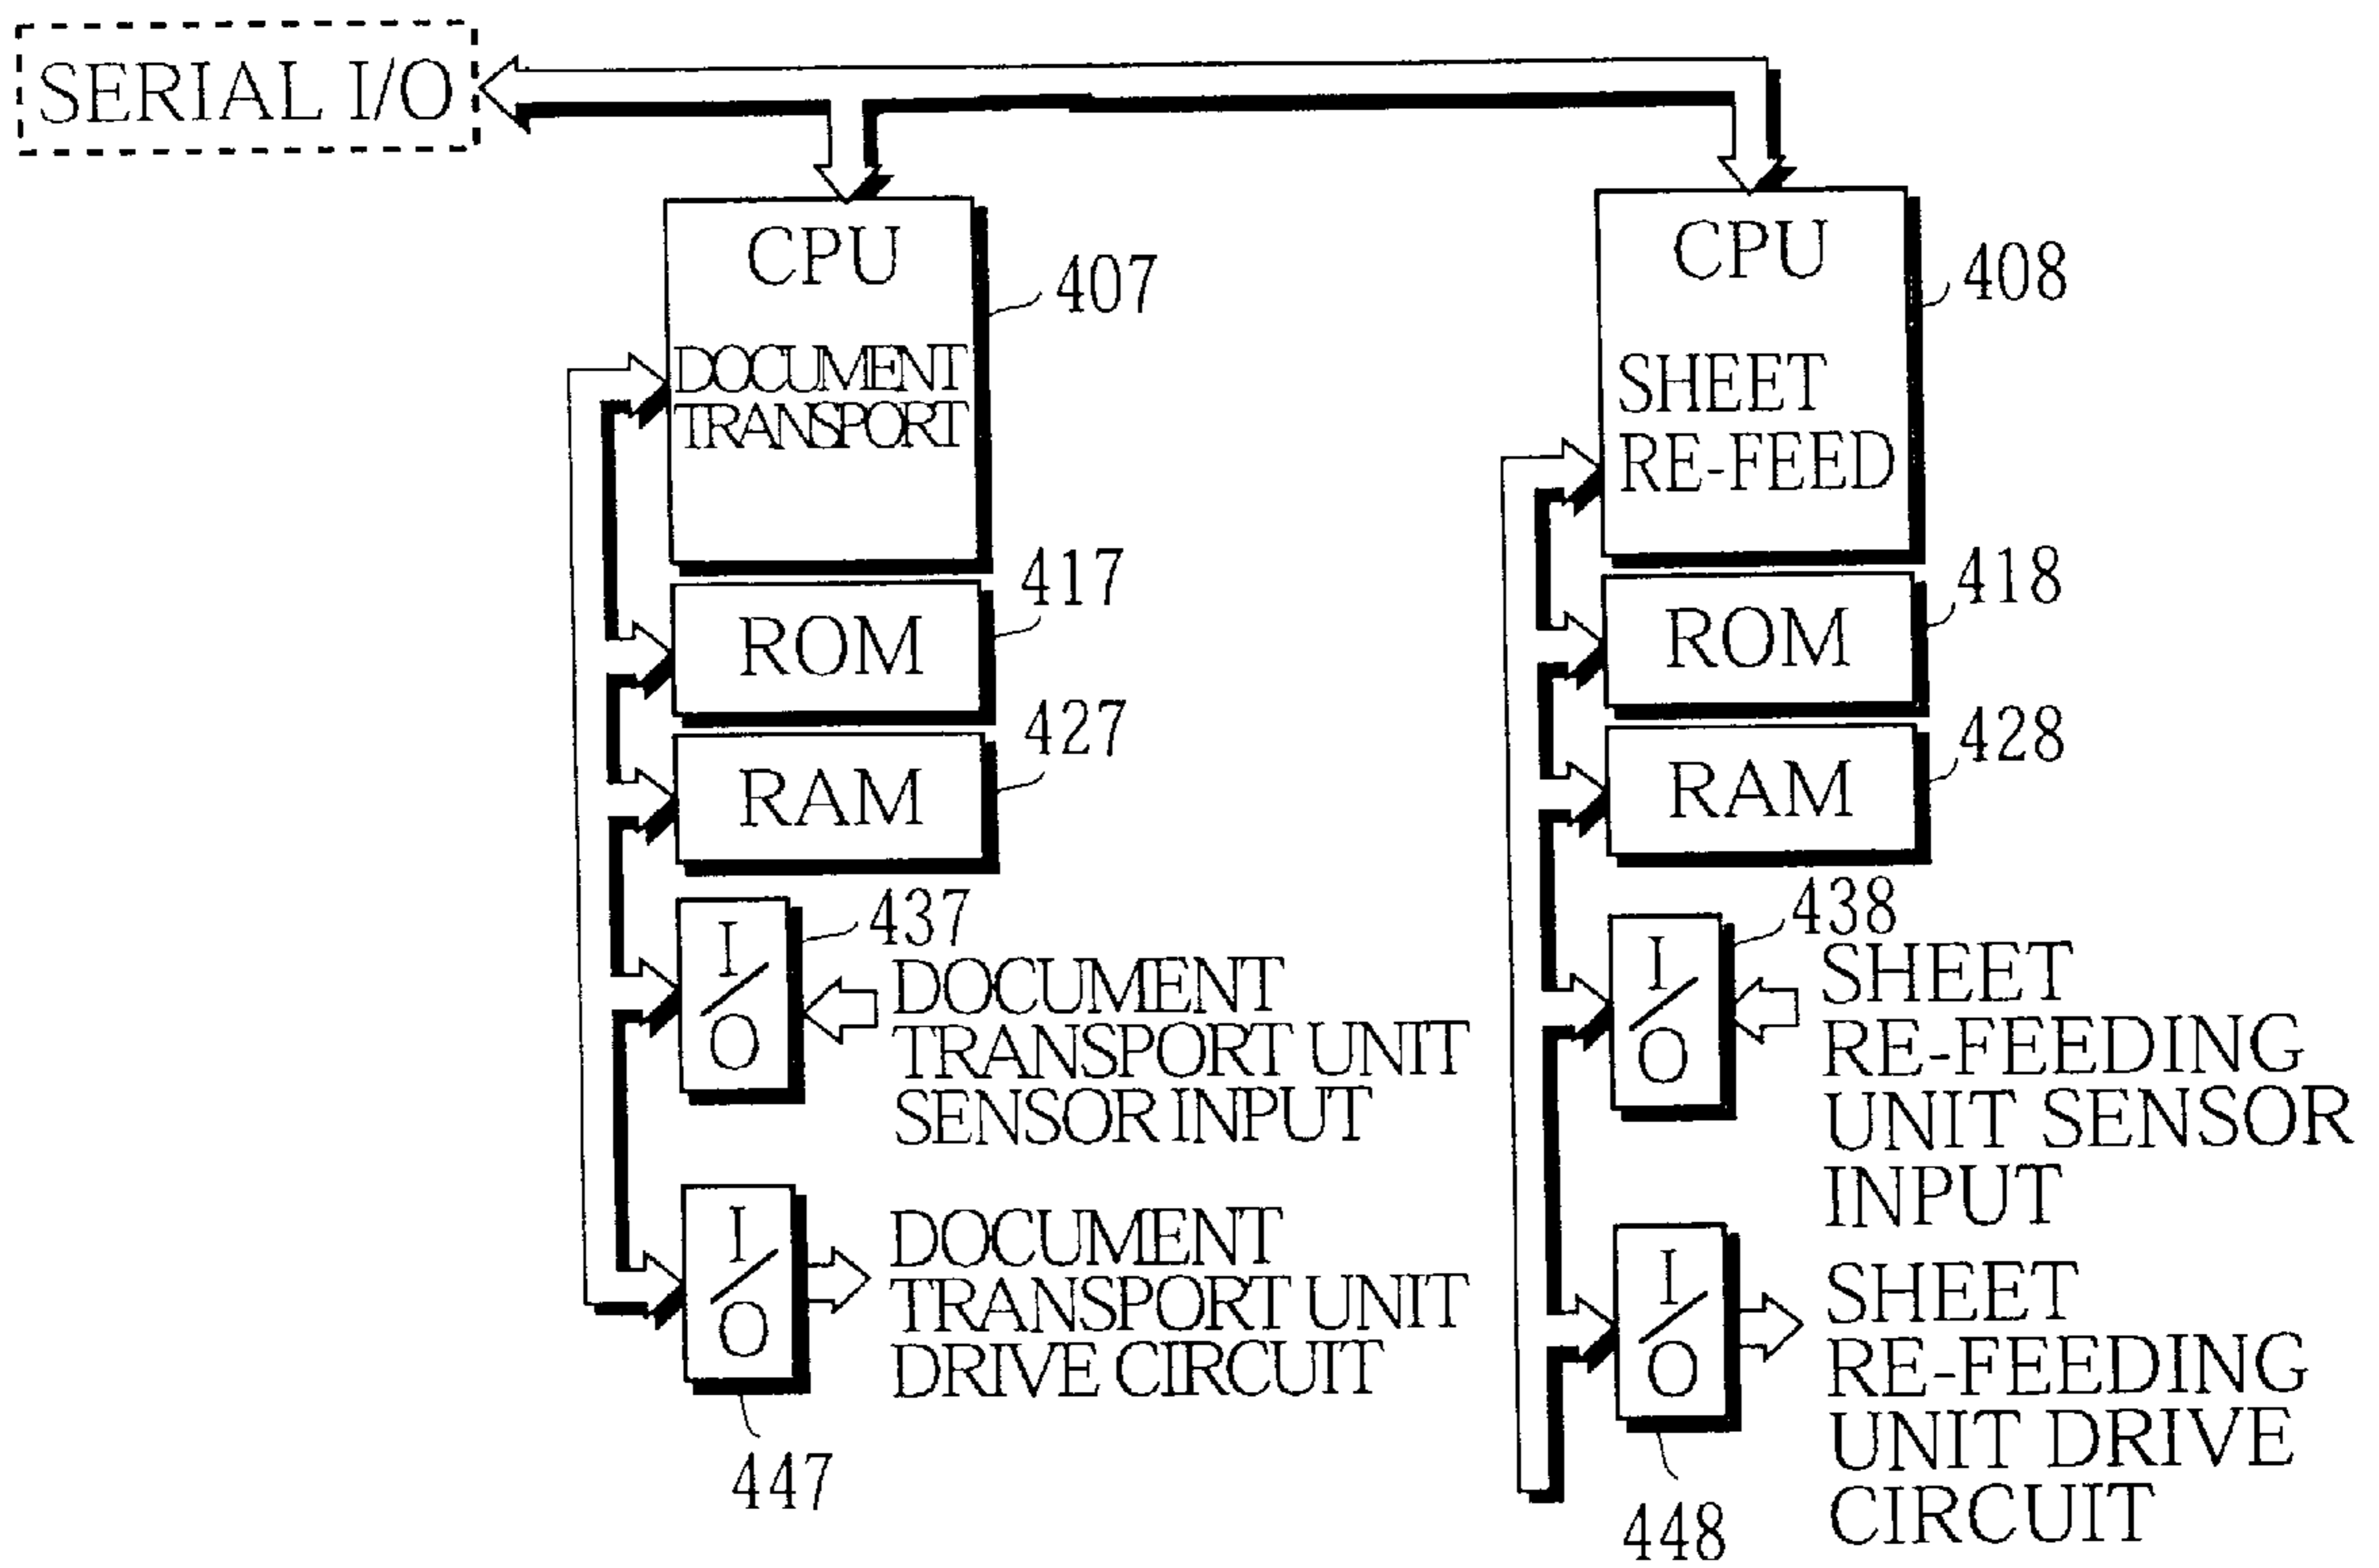 SERIAL I/O
CPU
407
DOCUMENT
TRANSPORT
417
ROM
427
RAM
437
I/O
DOCUMENT
TRANSPORT UNIT
SENSOR INPUT
I/O
DOCUMENT
TRANSPORT UNIT
DRIVE CIRCUIT
447
CPU
408
SHEET
RE-FEED
418
ROM
428
RAM
438
I/O
SHEET
RE-FEEDING
UNIT SENSOR
INPUT
I/O
SHEET
RE-FEEDING
UNIT DRIVE
CIRCUIT
448